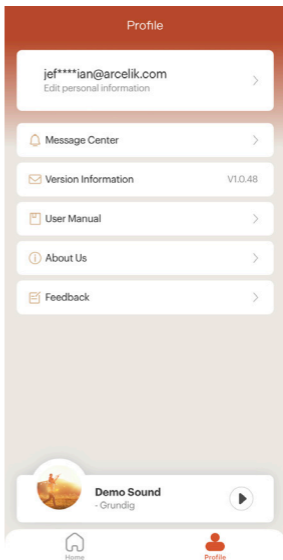 Profile
jef****ian@arcelik.com
Edit personal information
Message Center
Version Information V1.0.48
User Manual
About Us
Feedback
Demo Sound
- Grundig
Home
Profile